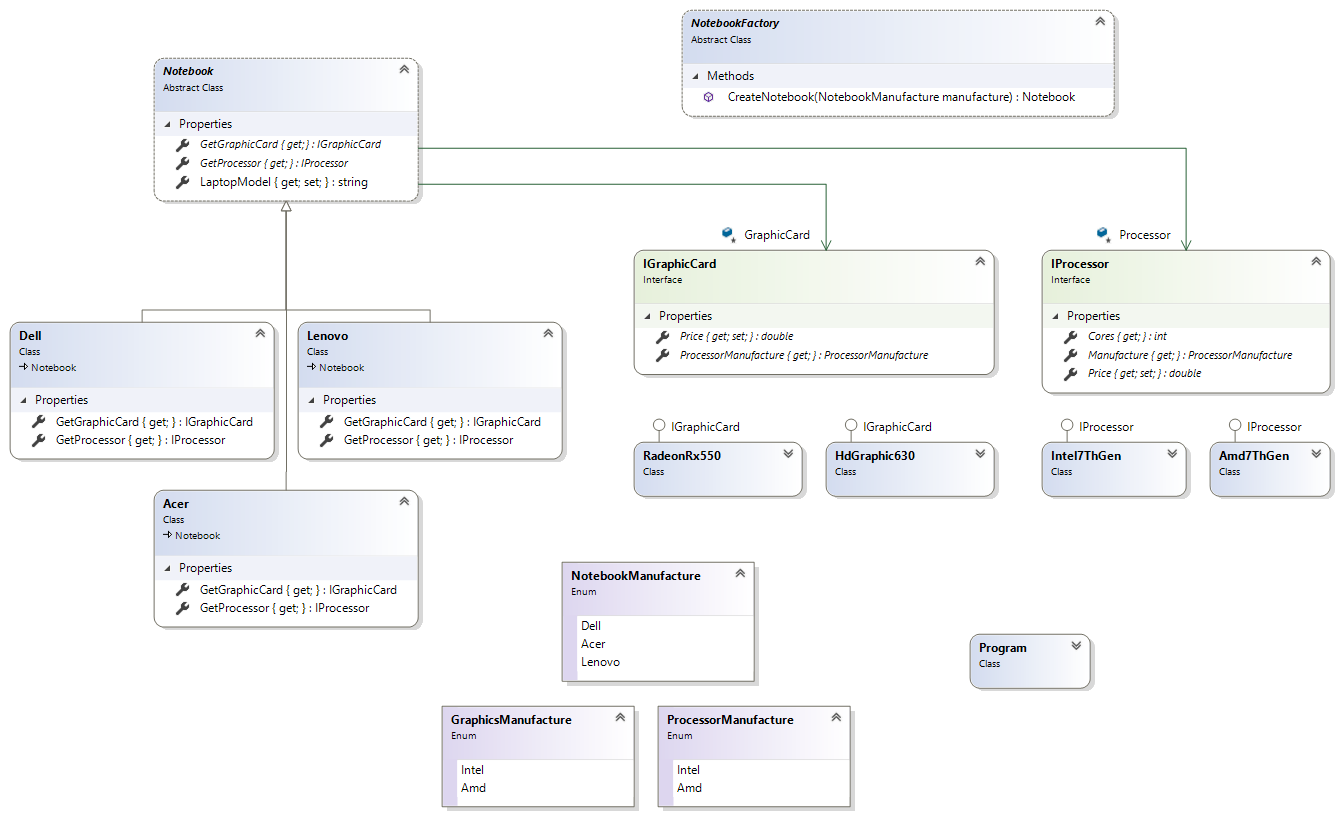 NotebookFactory
Abstract Class
Methods
CreateNotebook(NotebookManufacture manufacture) : Notebook
Notebook
Abstract Class
Properties
GetGraphicCard { get;} : IGraphicCard
GetProcessor { get; } : IProcessor
LaptopModel { get; set; } : string
GraphicCard
Processor
IGraphicCard
Interface
Properties
Price { get; set; } : double
ProcessorManufacture { get; } : ProcessorManufacture
IProcessor
Interface
Properties
Cores { get; } : int
Manufacture { get; } : ProcessorManufacture
Price { get; set; } : double
Dell
Class
Notebook
Properties
GetGraphicCard { get; } : IGraphicCard
GetProcessor { get; } : IProcessor
Lenovo
Class
Notebook
Properties
GetGraphicCard { get; } : IGraphicCard
GetProcessor { get; } : IProcessor
IGraphicCard
RadeonRx550
Class
IGraphicCard
HdGraphic630
Class
IProcessor
Intel7ThGen
Class
IProcessor
Amd7ThGen
Class
Acer
Class
Notebook
Properties
GetGraphicCard { get; } : IGraphicCard
GetProcessor { get; } : IProcessor
NotebookManufacture
Enum
Dell
Acer
Lenovo
Program
Class
GraphicsManufacture
Enum
Intel
Amd
ProcessorManufacture
Enum
Intel
Amd